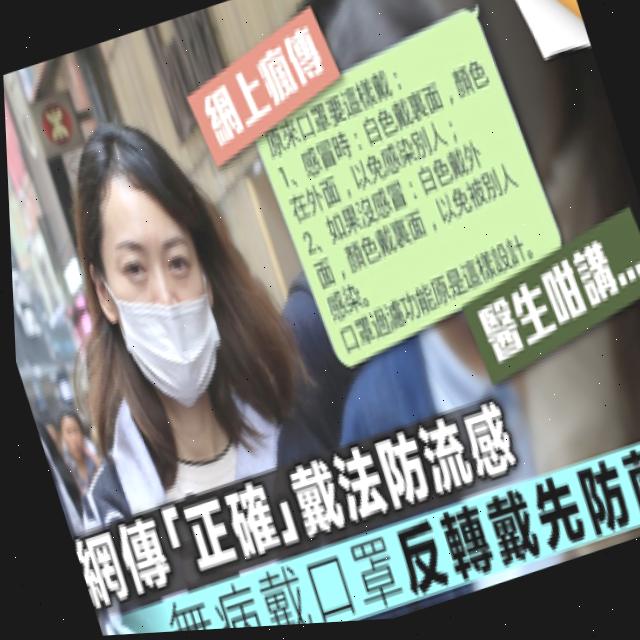 網上瘋傳
原來口罩要這樣戴：
1、感冒時：白色戴裏面，顏色
在外面，以免感染別人；
2、如果沒感冒：白色戴外
面，顏色戴裏面，以免被別人
感染。
口罩過濾功能原是這樣設計。
醫生咁講...
網傳「正確」戴法防流感
無病戴口罩反轉戴先防